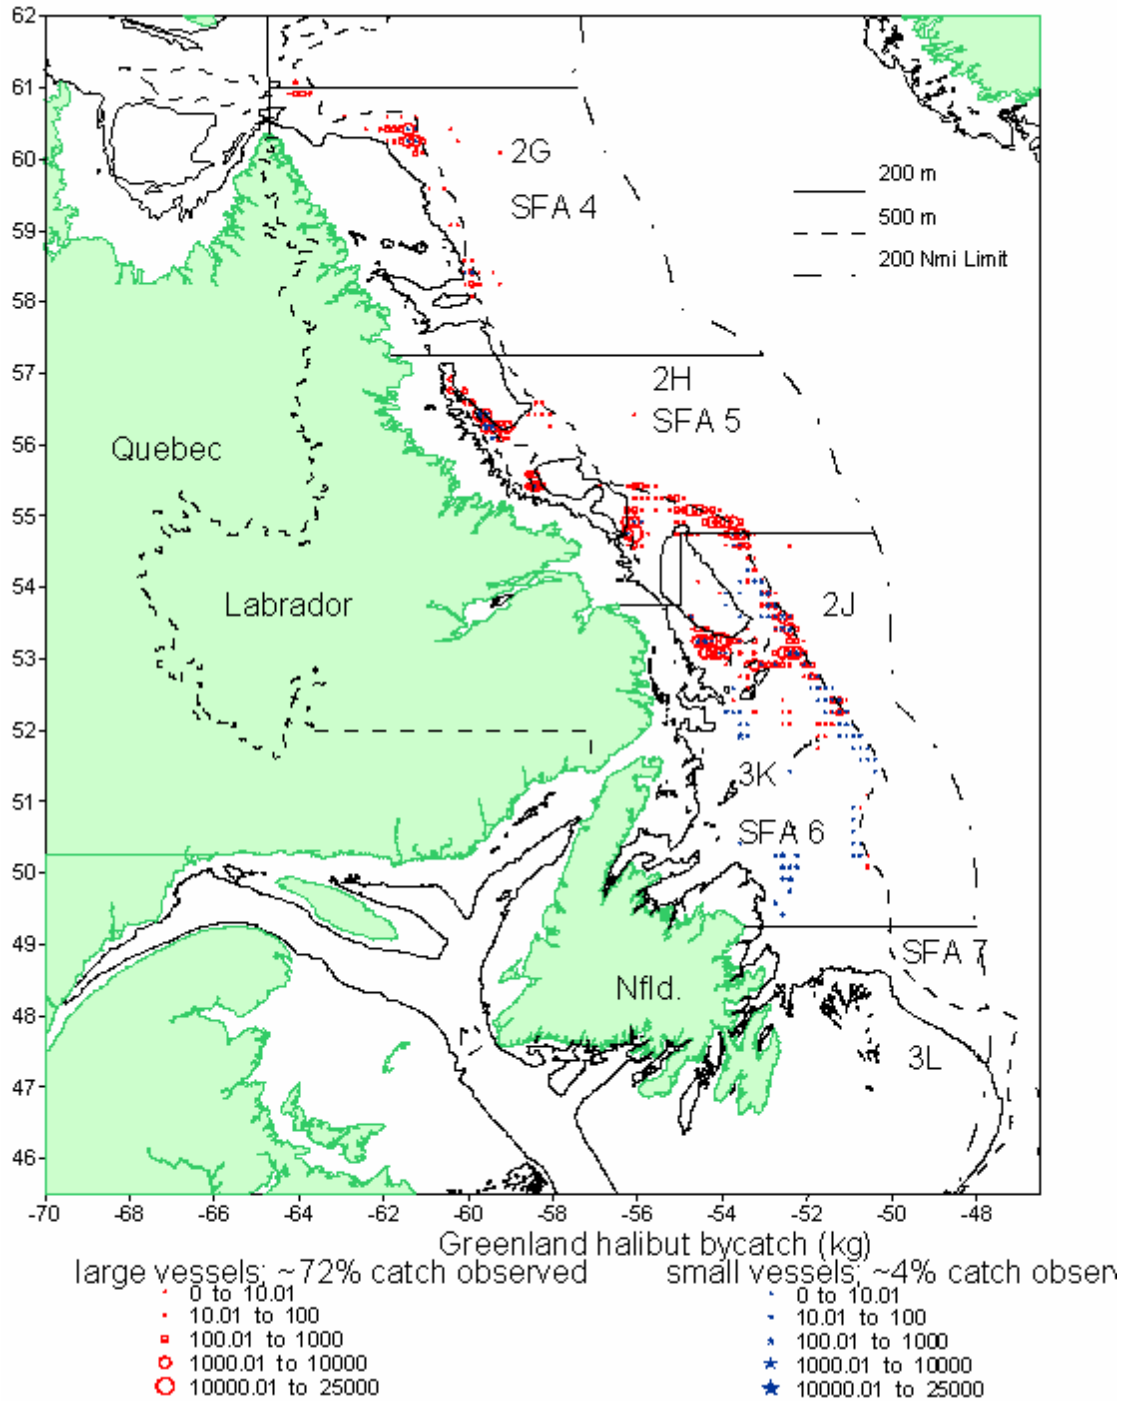 62
61
60
59
58
57
56
55
54
53
52
51
50
49
48
47
46
2G
SFA 4
200 m
500 m
200 Nmi Limit
2H
SFA 5
Quebec
Labrador
2J
3K
SFA 6
SFA 7
Nfld.
3L
-70 -68 -66 -64 -62 -60 -58 -56 -54 -52 -50 -48
Greenland halibut bycatch (kg)
large vessels; ~72% catch observed
0 to 10.01
10.01 to 100
100.01 to 1000
1000.01 to 10000
10000.01 to 25000
small vessels; ~4% catch obser
0 to 10.01
10.01 to 100
100.01 to 1000
1000.01 to 10000
10000.01 to 25000